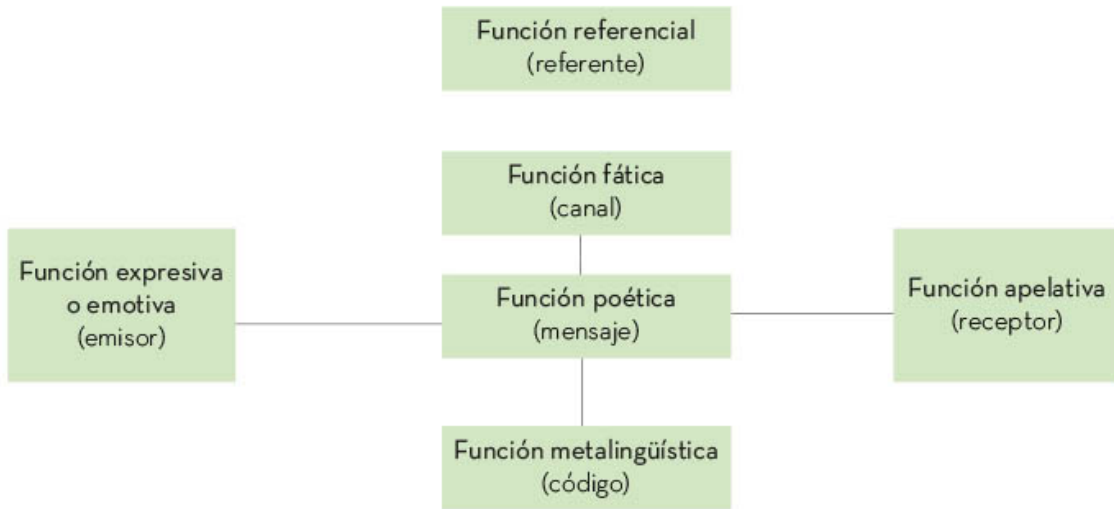 Función referencial
(referente)
Función fática
(canal)
Función expresiva
o emotiva
(emisor)
Función poética
(mensaje)
Función apelativa
(receptor)
Función metalingüística
(código)